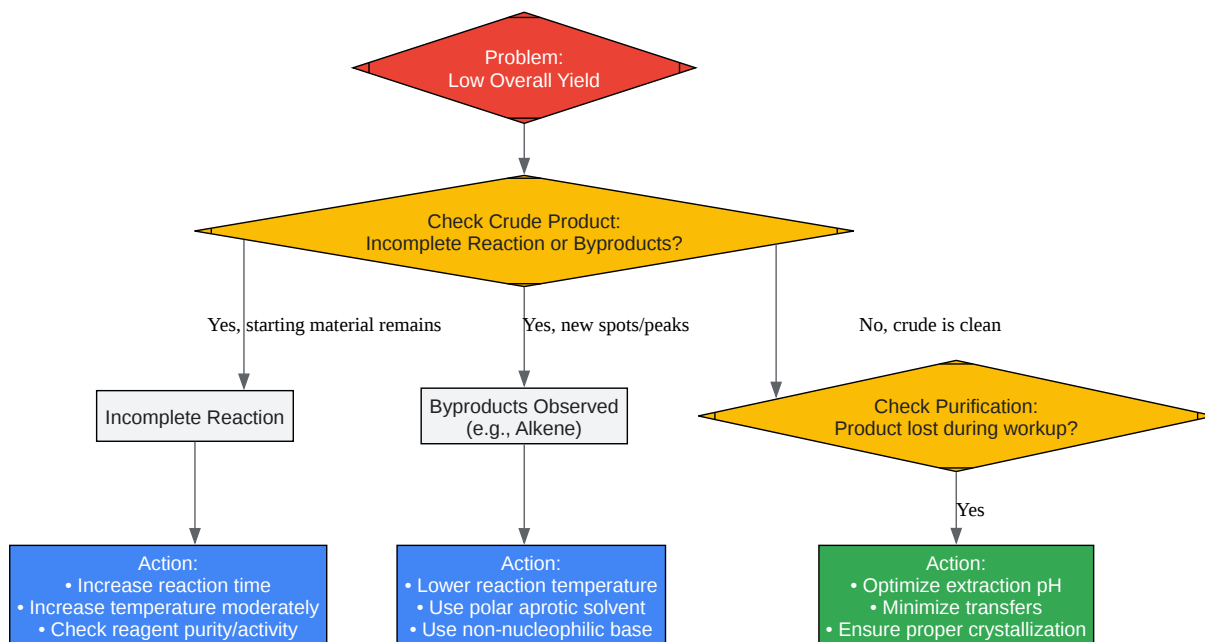 Problem:
Low Overall Yield
Check Crude Product:
Incomplete Reaction or Byproducts?
Yes, starting material remains
Yes, new spots/peaks
No, crude is clean
Incomplete Reaction
Byproducts Observed
(e.g., Alkene)
Check Purification:
Product lost during workup?
Yes
Action:
• Increase reaction time
• Increase temperature moderately
• Check reagent purity/activity
Action:
• Lower reaction temperature
• Use polar aprotic solvent
• Use non-nucleophilic base
Action:
• Optimize extraction pH
• Minimize transfers
• Ensure proper crystallization